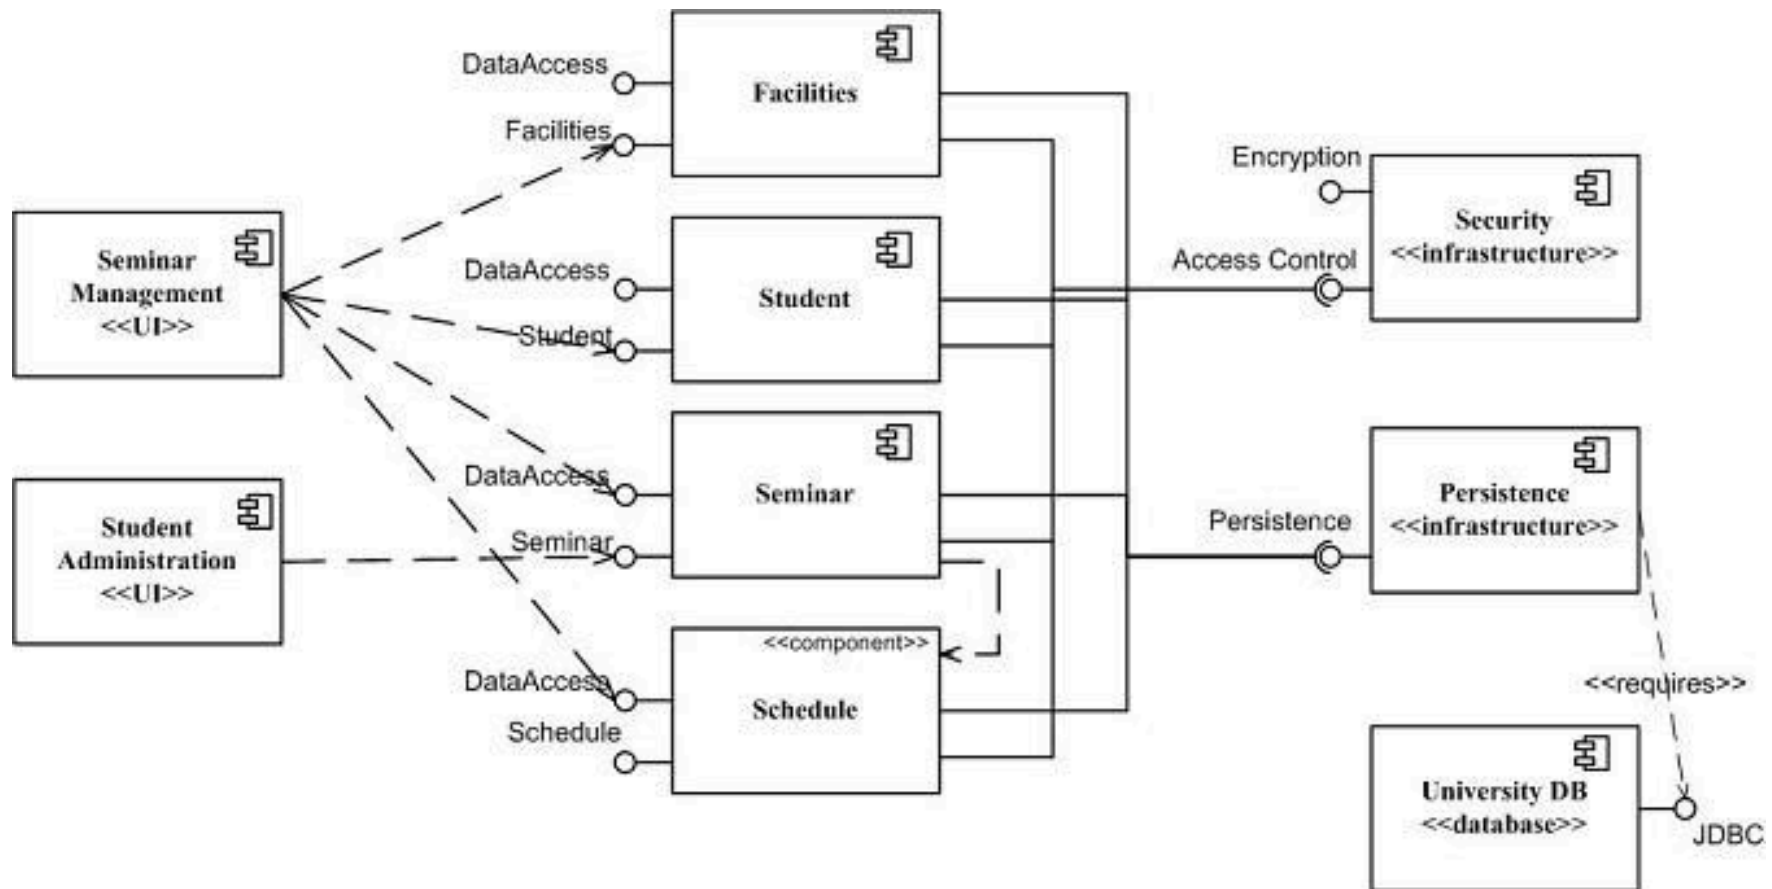 DataAccess
Facilities
Facilities
Encryption
Security
<<infrastructure>>
Access Control
Seminar
Management
<<UI>>
DataAccess
Student
Student
DataAccess
Seminar
Seminar
Persistence
<<infrastructure>>
Persistence
Student
Administration
<<UI>>
<<component>>
DataAccess
Schedule
Schedule
<<requires>>
University DB
<<database>>
JDBC